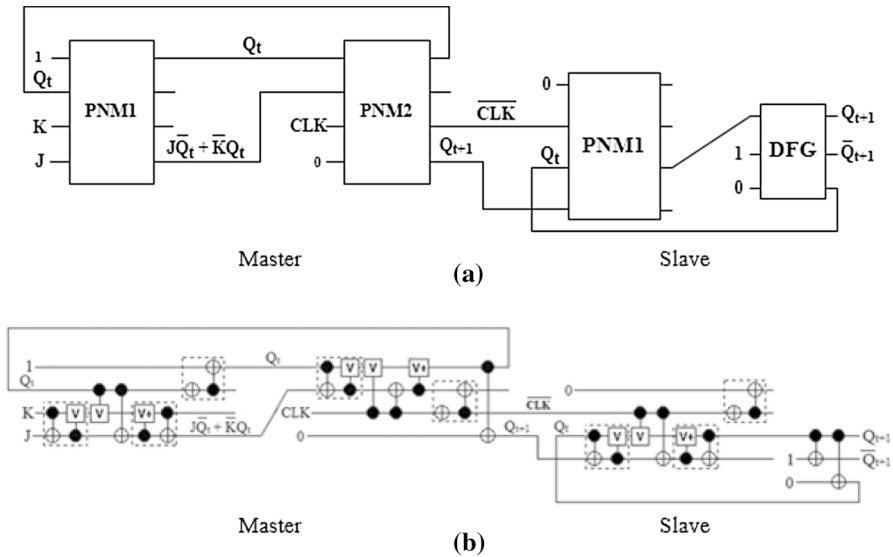 1
Qₜ
K
J
PNM1
Qₜ
JQ̅ₜ + K̅Qₜ
CLK
0
PNM2
C̅L̅K̅
Qₜ₊₁
0
Qₜ
PNM1
1
0
DFG
Qₜ₊₁
Q̅ₜ₊₁
Master
Slave
(a)
1
Qₜ
K
J
V
V
V+
Qₜ
JQ̅ₜ + K̅Qₜ
CLK
0
V
V
V+
C̅L̅K̅
Qₜ₊₁
0
Qₜ
V
V
V+
1
0
Qₜ₊₁
Q̅ₜ₊₁
Master
Slave
(b)